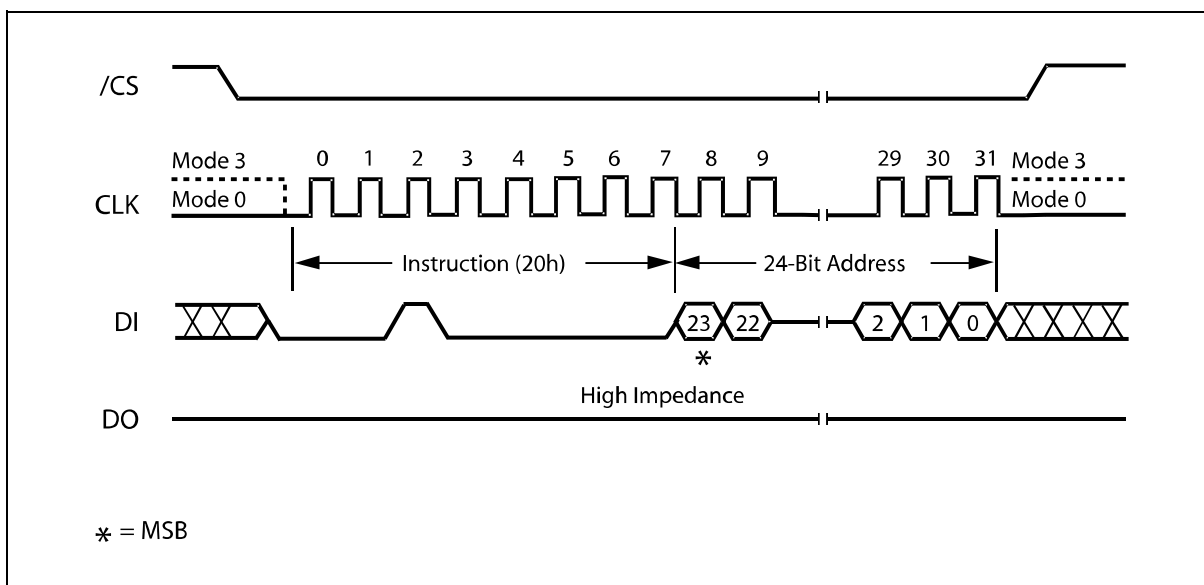 /CS
Mode 3 0 1 2 3 4 5 6 7 8 9 29 30 31 Mode 3
CLK Mode 0 Mode 0
Instruction (20h) 24-Bit Address
DI 23 22 2 1 0
*
High Impedance
DO
* = MSB